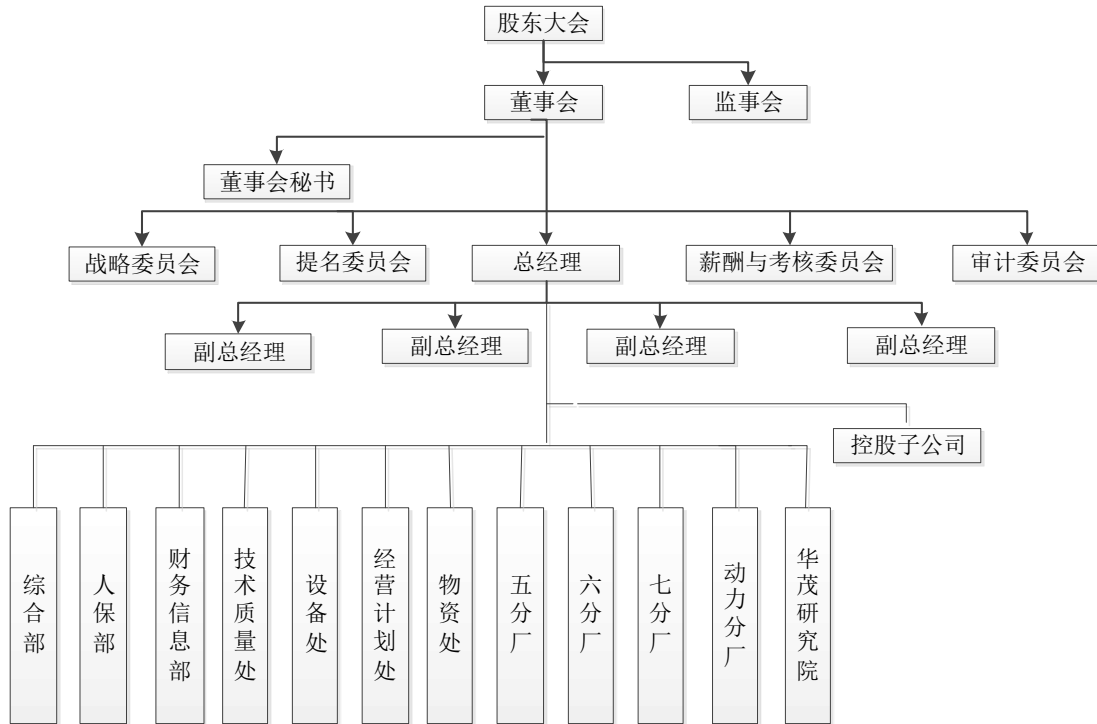 股东大会
董事会
监事会
董事会秘书
战略委员会
提名委员会
总经理
薪酬与考核委员会
审计委员会
副总经理
副总经理
副总经理
副总经理
控股子公司
综合部
人保部
财务信息部
技术质量处
设备处
经营计划处
物资处
五分厂
六分厂
七分厂
动力分厂
华茂研究院